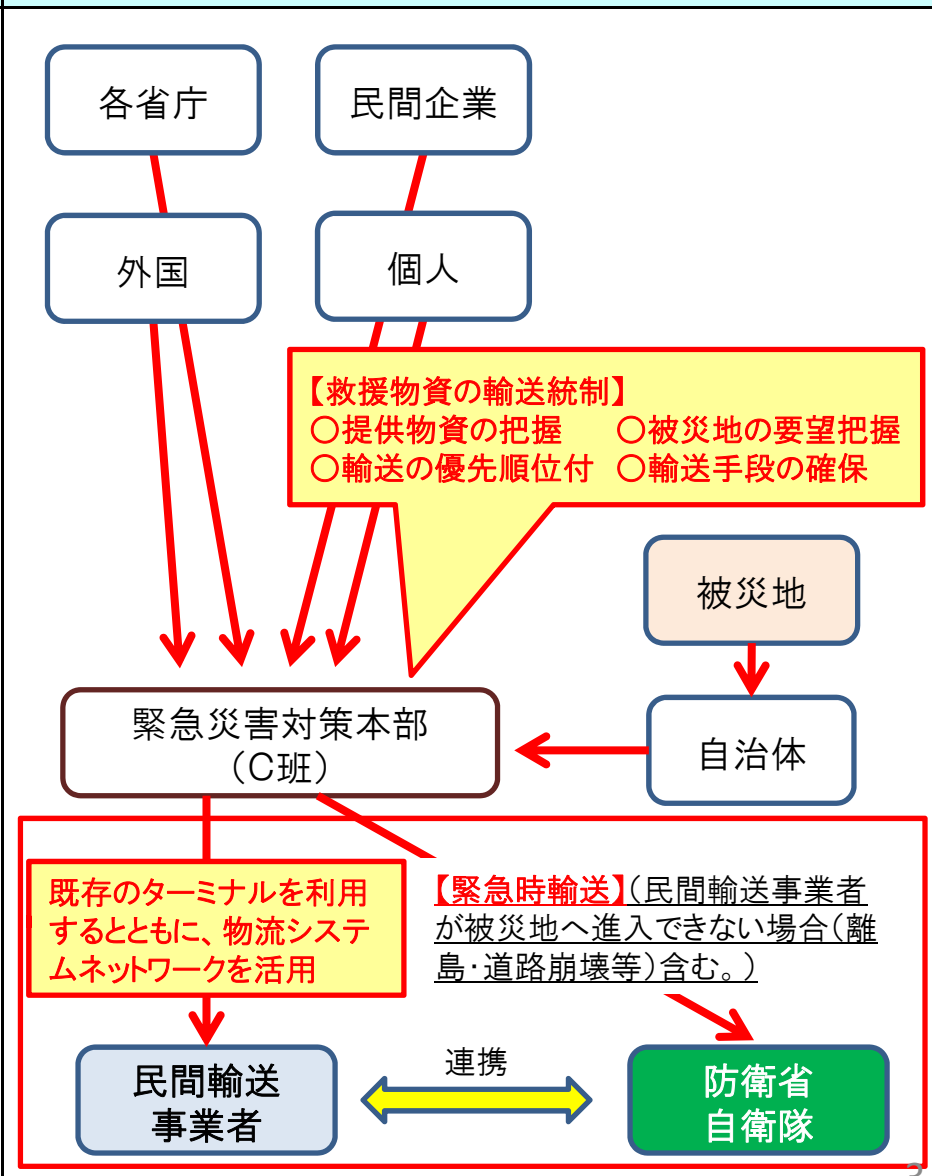 各省庁
民間企業
外国
個人
【救援物資の輸送統制】
〇提供物資の把握 〇被災地の要望把握
〇輸送の優先順位付 〇輸送手段の確保
被災地
緊急災害対策本部
（C班）
自治体
既存のターミナルを利用
するとともに、物流システ
ムネットワークを活用
【緊急時輸送】（民間輸送事業者
が被災地へ進入できない場合（離
島・道路崩壊等）含む。）
民間輸送
事業者
連携
防衛省
自衛隊